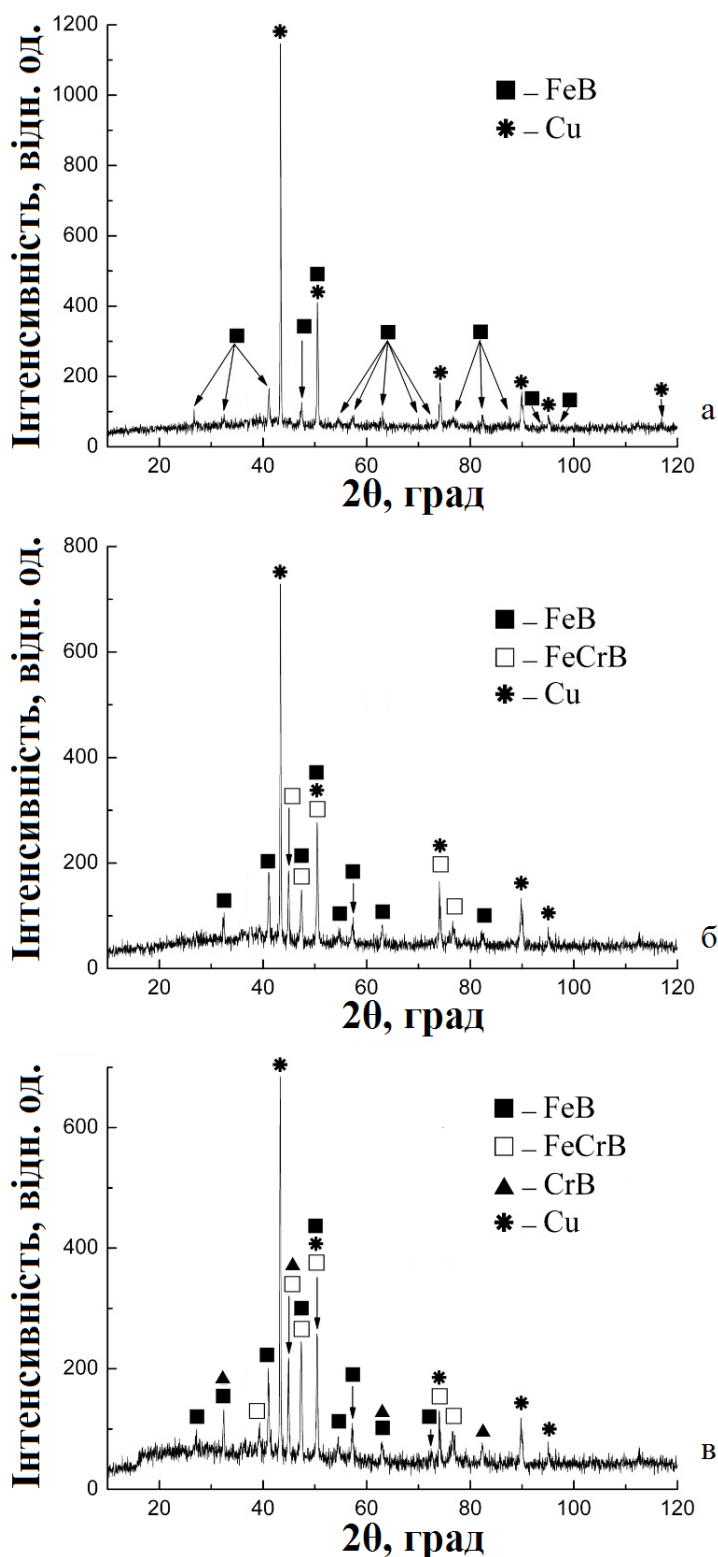 Інтенсивність, відн. од.
1200
1000
800
600
400
200
0
■ – FeB
✷ – Cu
20 40 60 80 100 120
2θ, град
а
Інтенсивність, відн. од.
800
600
400
200
0
■ – FeB
□ – FeCrB
✷ – Cu
20 40 60 80 100 120
2θ, град
б
Інтенсивність, відн. од.
600
400
200
0
■ – FeB
□ – FeCrB
▲ – CrB
✷ – Cu
20 40 60 80 100 120
2θ, град
в